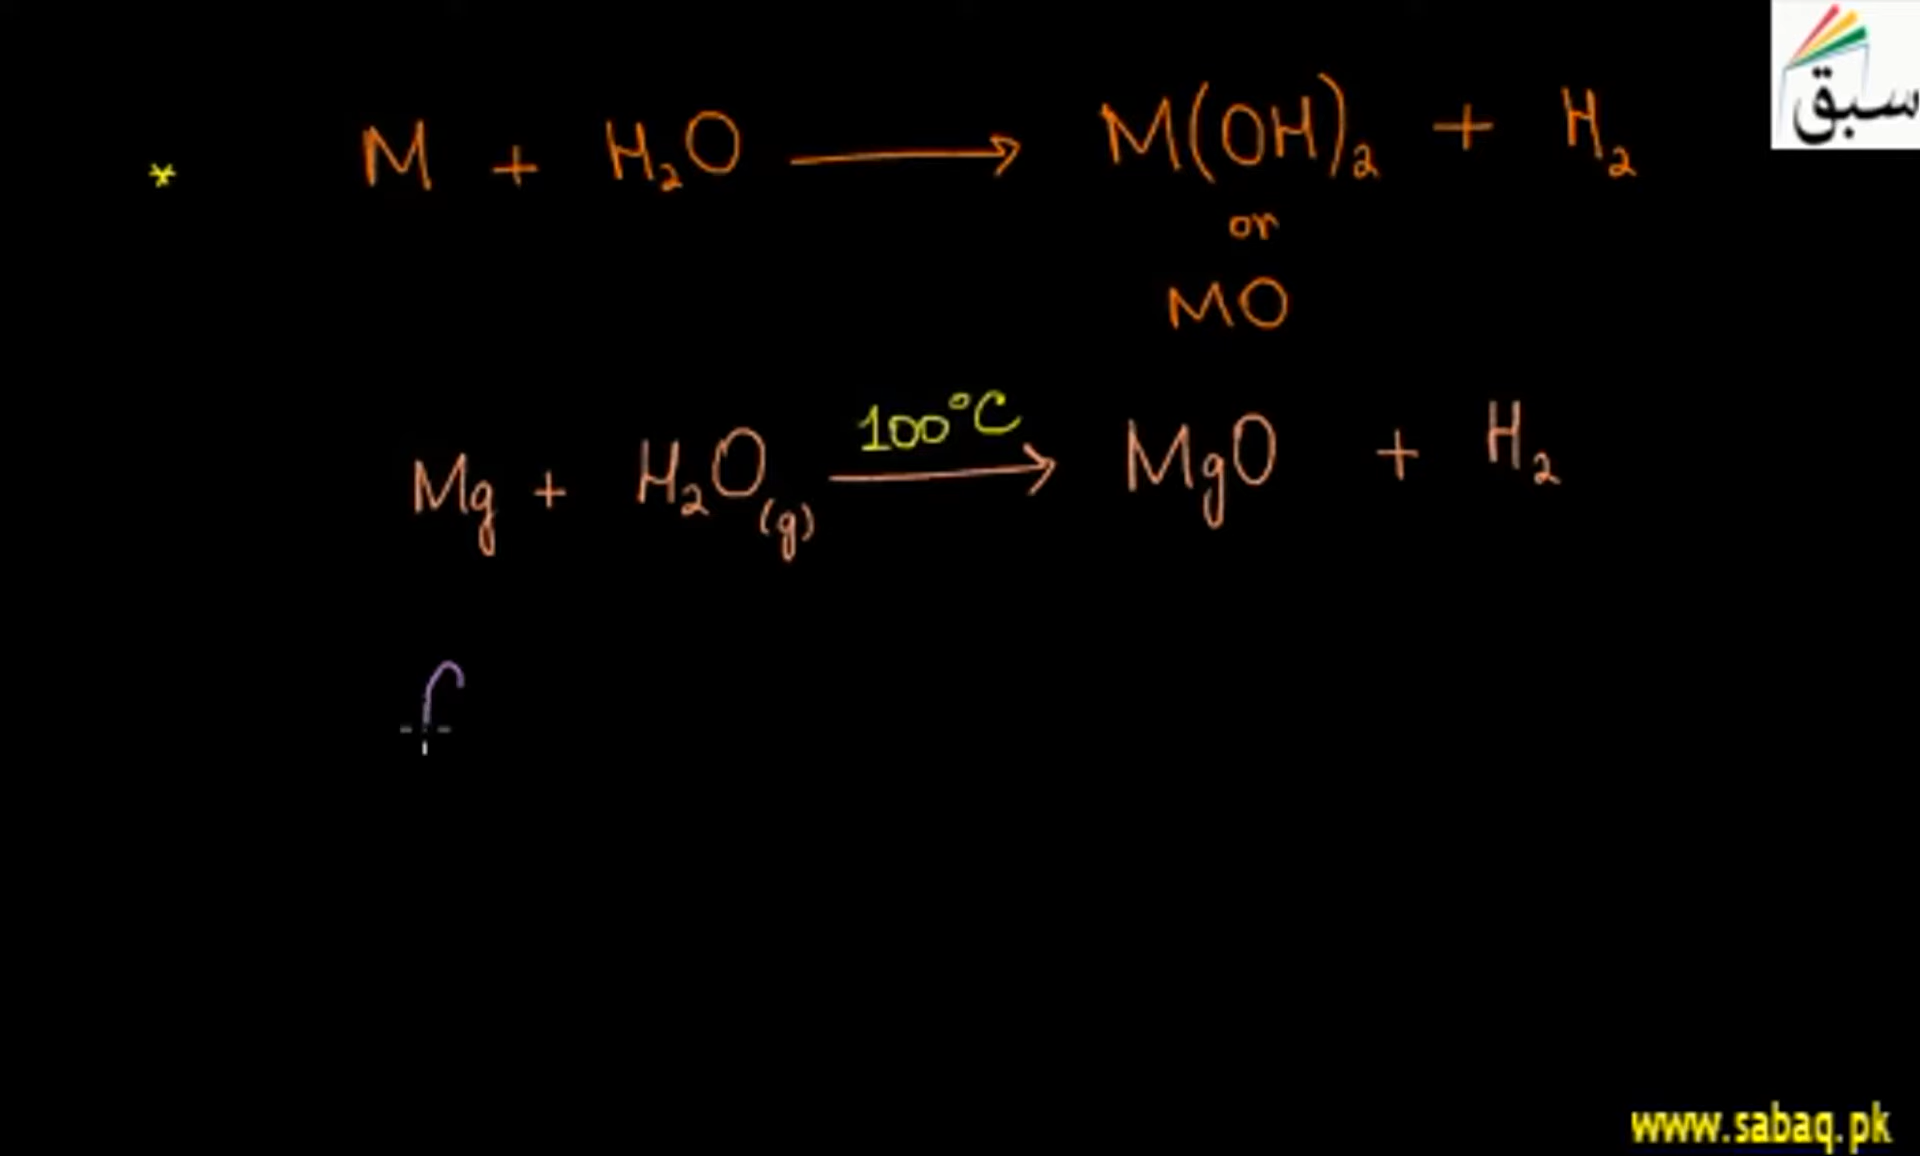 سبق
* M + H₂O ⟶ M(OH)₂ + H₂
or
MO
Mg + H₂O(g) ⟶ 100°C MgO + H₂
www.sabaq.pk